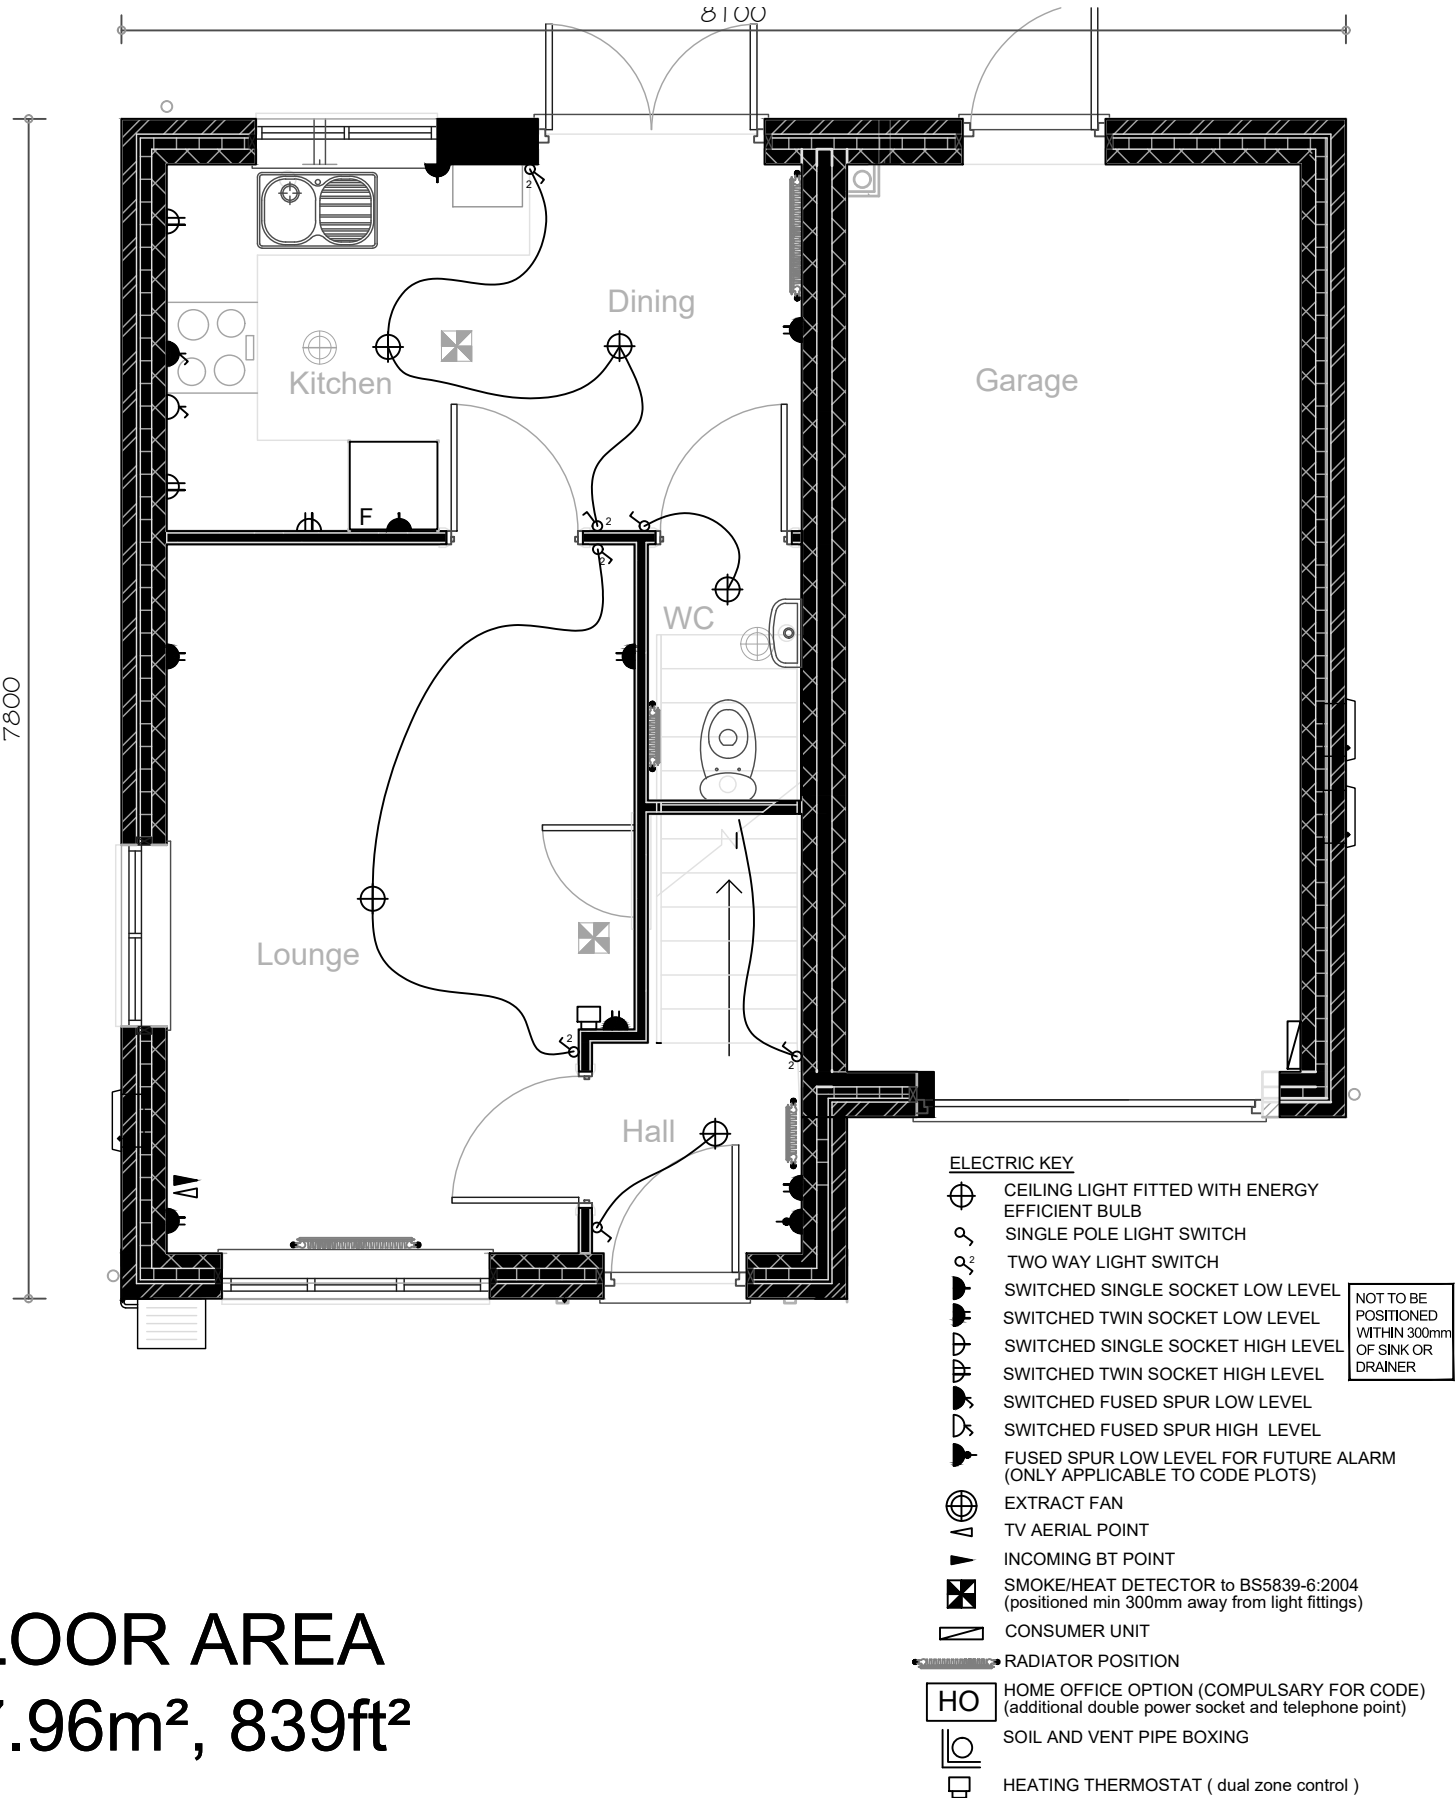 8100
7800
Dining
Kitchen
Garage
F
2
2
2
WC
Lounge
2
2
Hall
ELECTRIC KEY
CEILING LIGHT FITTED WITH ENERGY
EFFICIENT BULB
SINGLE POLE LIGHT SWITCH
2
TWO WAY LIGHT SWITCH
SWITCHED SINGLE SOCKET LOW LEVEL
SWITCHED TWIN SOCKET LOW LEVEL
SWITCHED SINGLE SOCKET HIGH LEVEL
SWITCHED TWIN SOCKET HIGH LEVEL
NOT TO BE
POSITIONED
WITHIN 300mm
OF SINK OR
DRAINER
SWITCHED FUSED SPUR LOW LEVEL
SWITCHED FUSED SPUR HIGH LEVEL
FUSED SPUR LOW LEVEL FOR FUTURE ALARM
(ONLY APPLICABLE TO CODE PLOTS)
EXTRACT FAN
TV AERIAL POINT
INCOMING BT POINT
SMOKE/HEAT DETECTOR to BS5839-6:2004
(positioned min 300mm away from light fittings)
CONSUMER UNIT
RADIATOR POSITION
HO
HOME OFFICE OPTION (COMPULSARY FOR CODE)
(additional double power socket and telephone point)
SOIL AND VENT PIPE BOXING
HEATING THERMOSTAT ( dual zone control )
LOOR AREA
7.96m², 839ft²